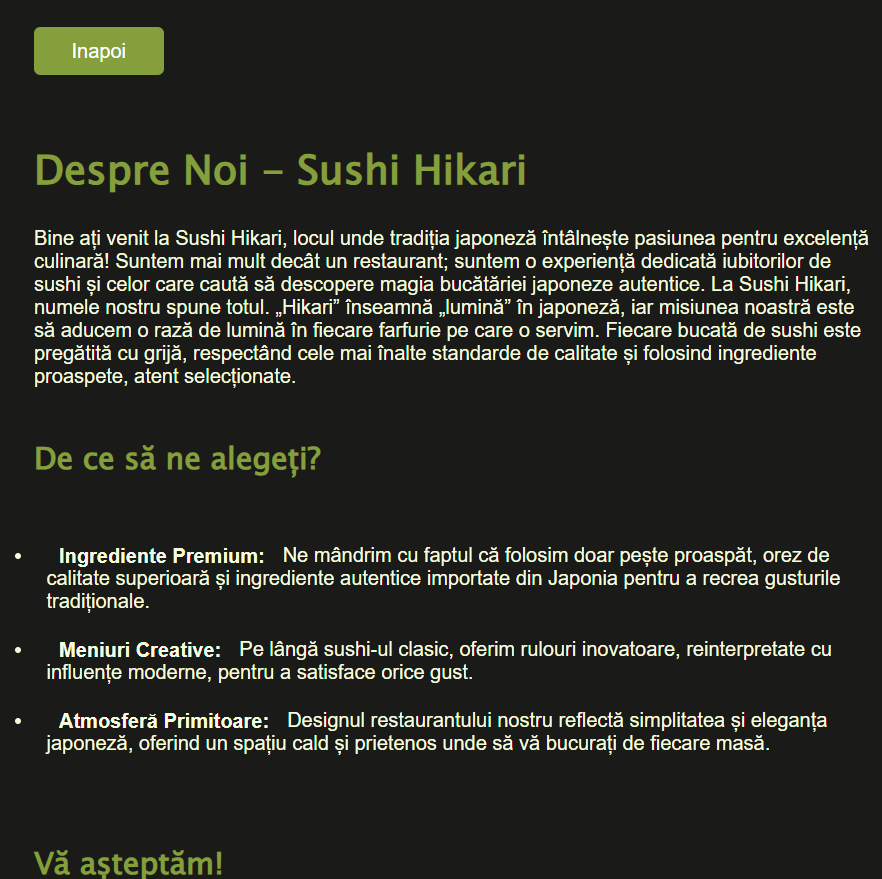 Inapoi
Despre Noi – Sushi Hikari
Bine ați venit la Sushi Hikari, locul unde tradiția japoneză întâlnește pasiunea pentru excelență
culinară! Suntem mai mult decât un restaurant; suntem o experiență dedicată iubitorilor de
sushi și celor care caută să descopere magia bucătăriei japoneze autentice. La Sushi Hikari,
numele nostru spune totul. „Hikari” înseamnă „lumină” în japoneză, iar misiunea noastră este
să aducem o rază de lumină în fiecare farfurie pe care o servim. Fiecare bucată de sushi este
pregătită cu grijă, respectând cele mai înalte standarde de calitate și folosind ingrediente
proaspete, atent selecționate.
De ce să ne alegeți?
• Ingrediente Premium: Ne mândrim cu faptul că folosim doar pește proaspăt, orez de
calitate superioară și ingrediente autentice importate din Japonia pentru a recrea gusturile
tradiționale.
• Meniuri Creative: Pe lângă sushi-ul clasic, oferim rulouri inovatoare, reinterpretate cu
influențe moderne, pentru a satisface orice gust.
• Atmosferă Primitoare: Designul restaurantului nostru reflectă simplitatea și eleganța
japoneză, oferind un spațiu cald și prietenos unde să vă bucurați de fiecare masă.
Vă așteptăm!